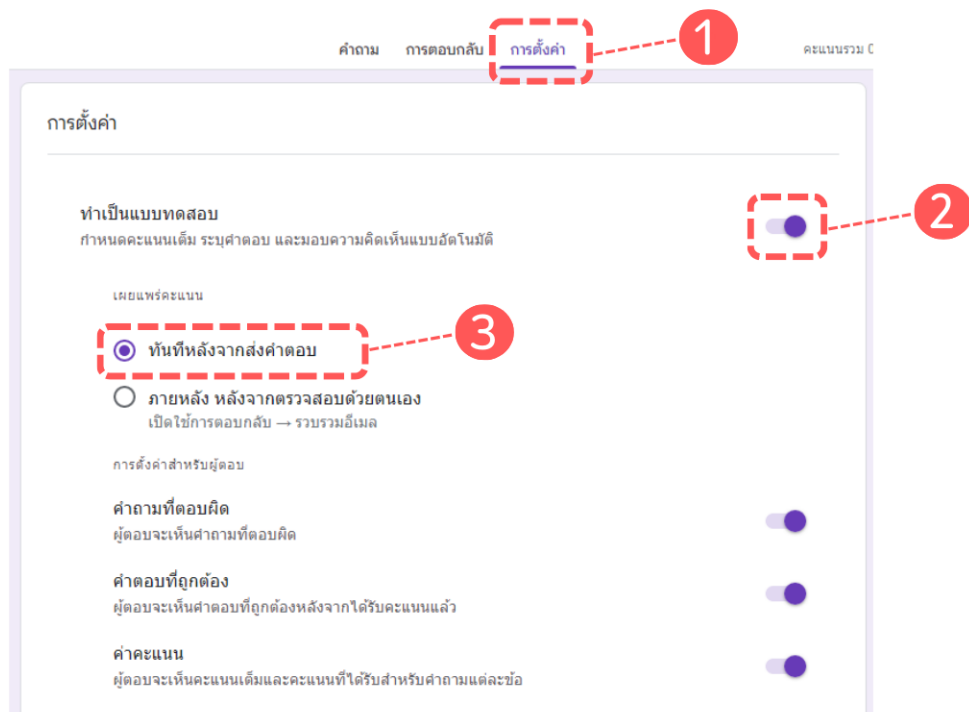 คำถาม การตอบกลับ การตั้งค่า 1 คะแนนรวม
การตั้งค่า
ทำเป็นแบบทดสอบ
กำหนดคะแนนเต็ม ระบุคำตอบ และมอบความคิดเห็นแบบอัตโนมัติ
2
เผยแพร่คะแนน
ทันทีหลังจากส่งคำตอบ
3
ภายหลัง หลังจากตรวจสอบด้วยตนเอง
เปิดใช้การตอบกลับ → รวบรวมอีเมล
การตั้งค่าสำหรับผู้ตอบ
คำถามที่ตอบผิด
ผู้ตอบจะเห็นคำถามที่ตอบผิด
คำตอบที่ถูกต้อง
ผู้ตอบจะเห็นคำตอบที่ถูกต้องหลังจากได้รับคะแนนแล้ว
ค่าคะแนน
ผู้ตอบจะเห็นคะแนนเต็มและคะแนนที่ได้รับสำหรับคำถามแต่ละข้อ